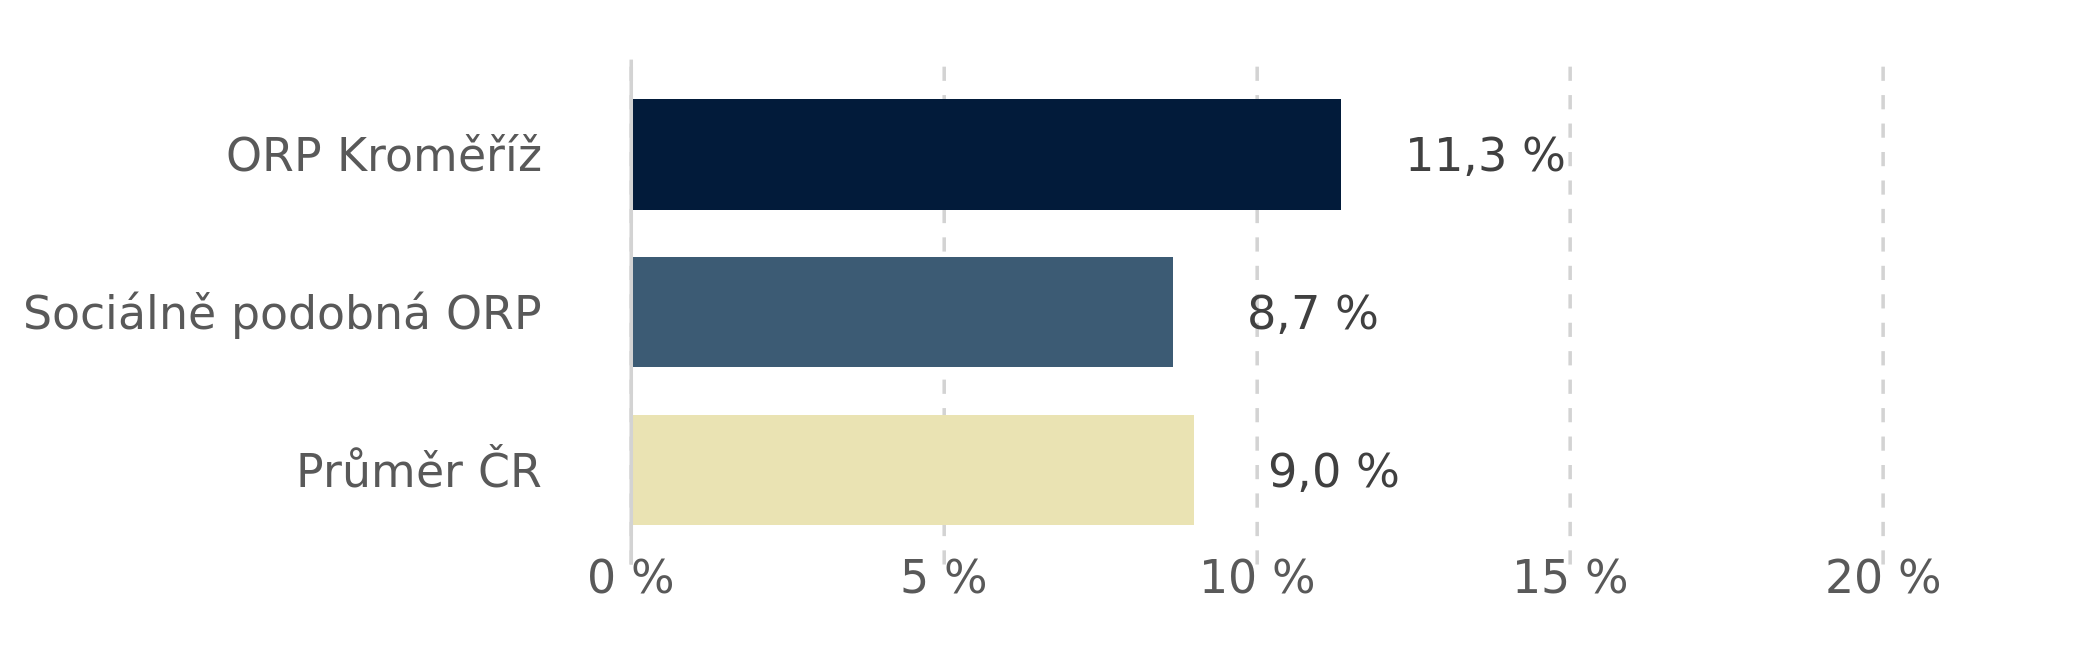 ORP Kroměříž 11,3 %
Sociálně podobná ORP 8,7 %
Průměr ČR 9,0 %
0 % 5 % 10 % 15 % 20 %